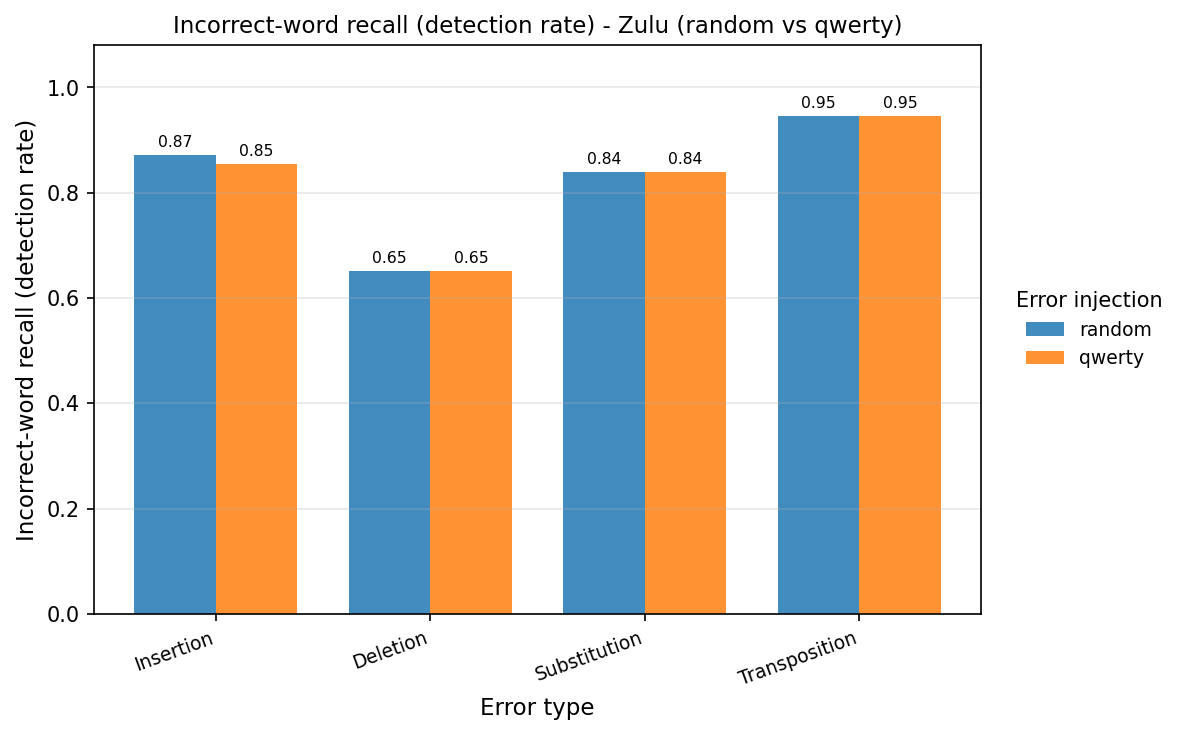 Incorrect-word recall (detection rate) - Zulu (random vs qwerty)
Incorrect-word recall (detection rate)
1.0
0.8
0.6
0.4
0.2
0.0
0.87
0.85
0.65
0.65
0.84
0.84
0.95
0.95
Insertion
Deletion
Substitution
Transposition
Error type
Error injection
random
qwerty